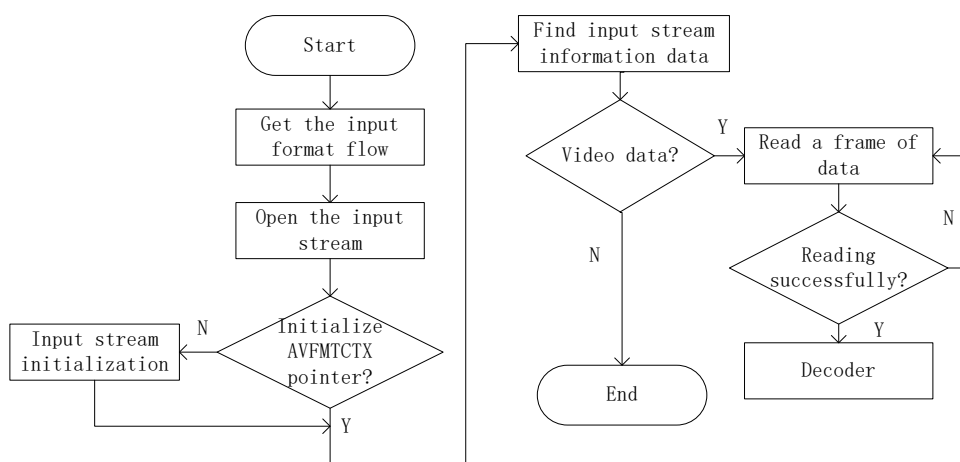 Start
Get the input
format flow
Open the input
stream
Initialize
AVFMTCTX
pointer?
N
Input stream
initialization
Y
Find input stream
information data
Video data?
Y
N
End
Read a frame of
data
Reading
successfully?
N
Y
Decoder